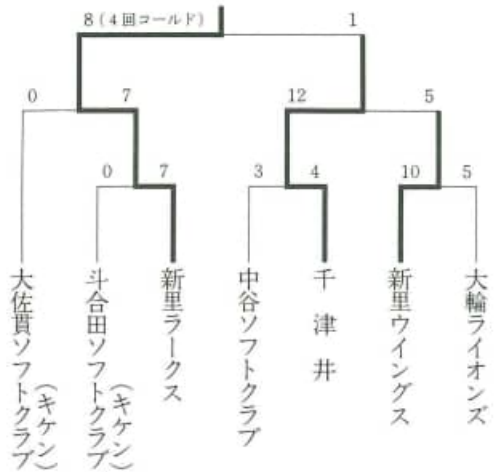 8(4回コールド)
1
0
7
12
5
0
7
3
4
10
5
大佐貫ソフトクラブ(キケン)
斗合田ソフトクラブ(キケン)
新里ラークス
中谷ソフトクラブ
千津井
新里ウイングス
大輪ライオンズ